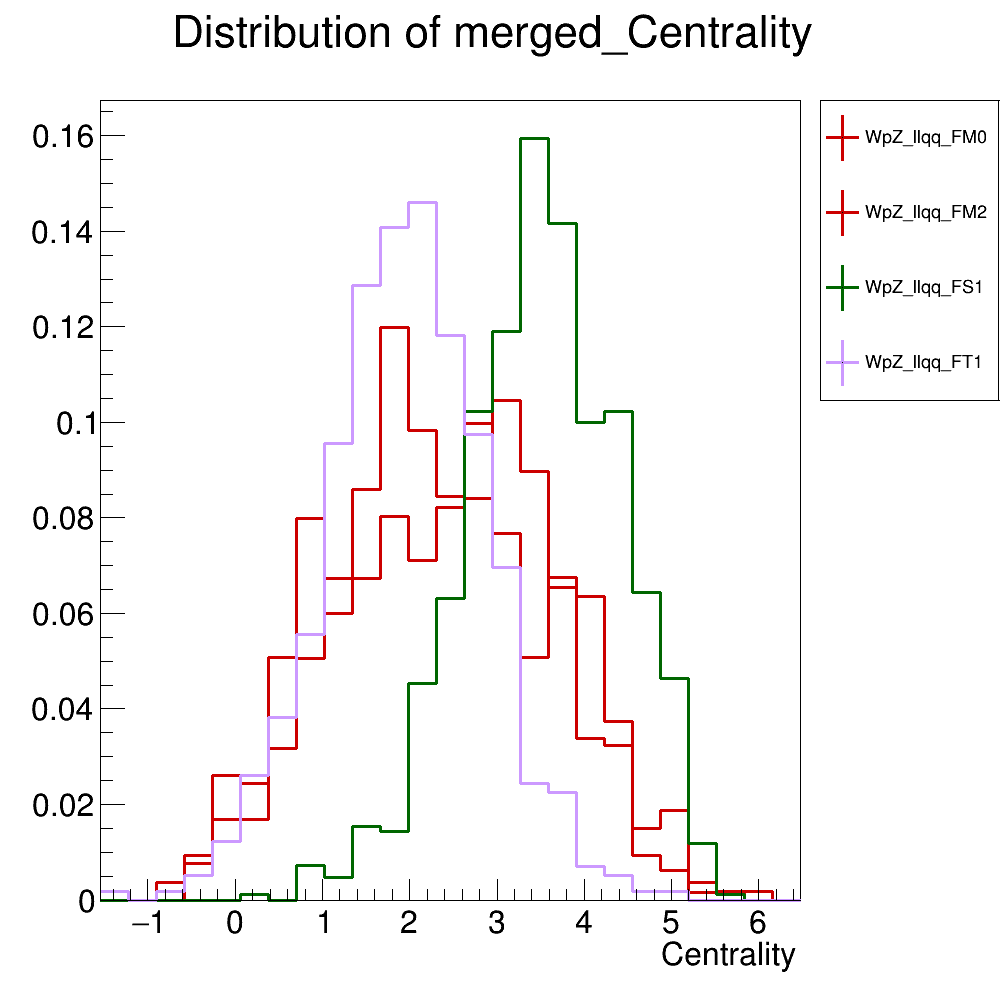 Distribution of merged_Centrality
0.16
0.14
0.12
0.1
0.08
0.06
0.04
0.02
0
−1 0 1 2 3 4 5 6
Centrality
WpZ_llqq_FM0
WpZ_llqq_FM2
WpZ_llqq_FS1
WpZ_llqq_FT1